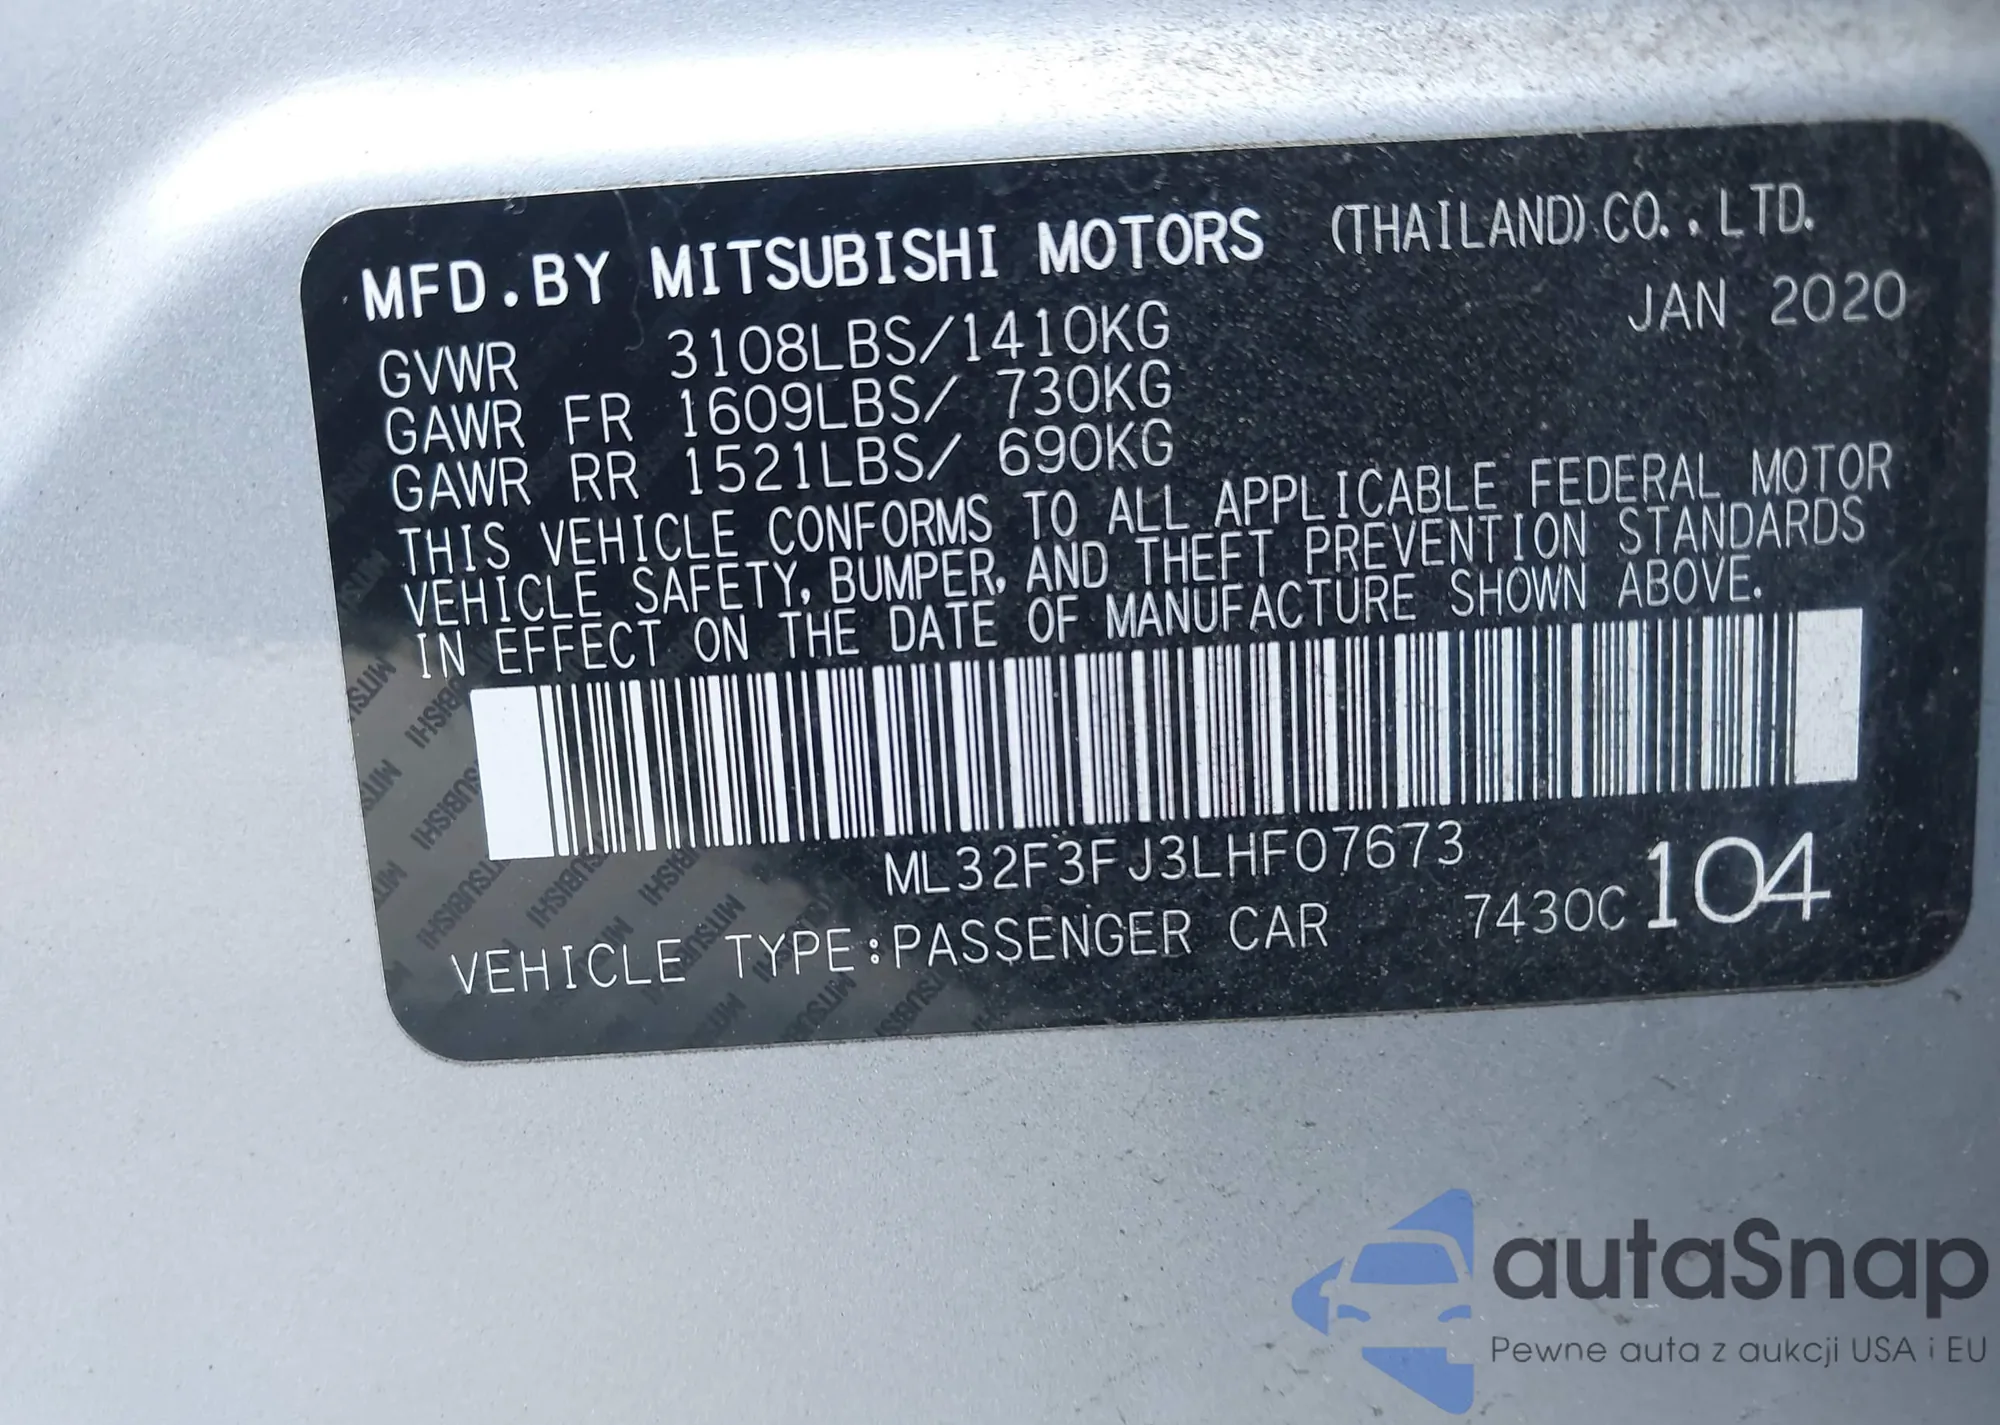 MFD.BY MITSUBISHI MOTORS (THAILAND) CO.,LTD.
JAN 2020
GVWR 3108LBS/1410KG
GAWR FR 1609LBS/ 730KG
GAWR RR 1521LBS/ 690KG
THIS VEHICLE CONFORMS TO ALL APPLICABLE FEDERAL MOTOR
VEHICLE SAFETY, BUMPER, AND THEFT PREVENTION STANDARDS
IN EFFECT ON THE DATE OF MANUFACTURE SHOWN ABOVE.
ML32F3FJ3LHF07673
VEHICLE TYPE:PASSENGER CAR 7430C 104
autaSnap
Pewne auta z aukcji USA i EU